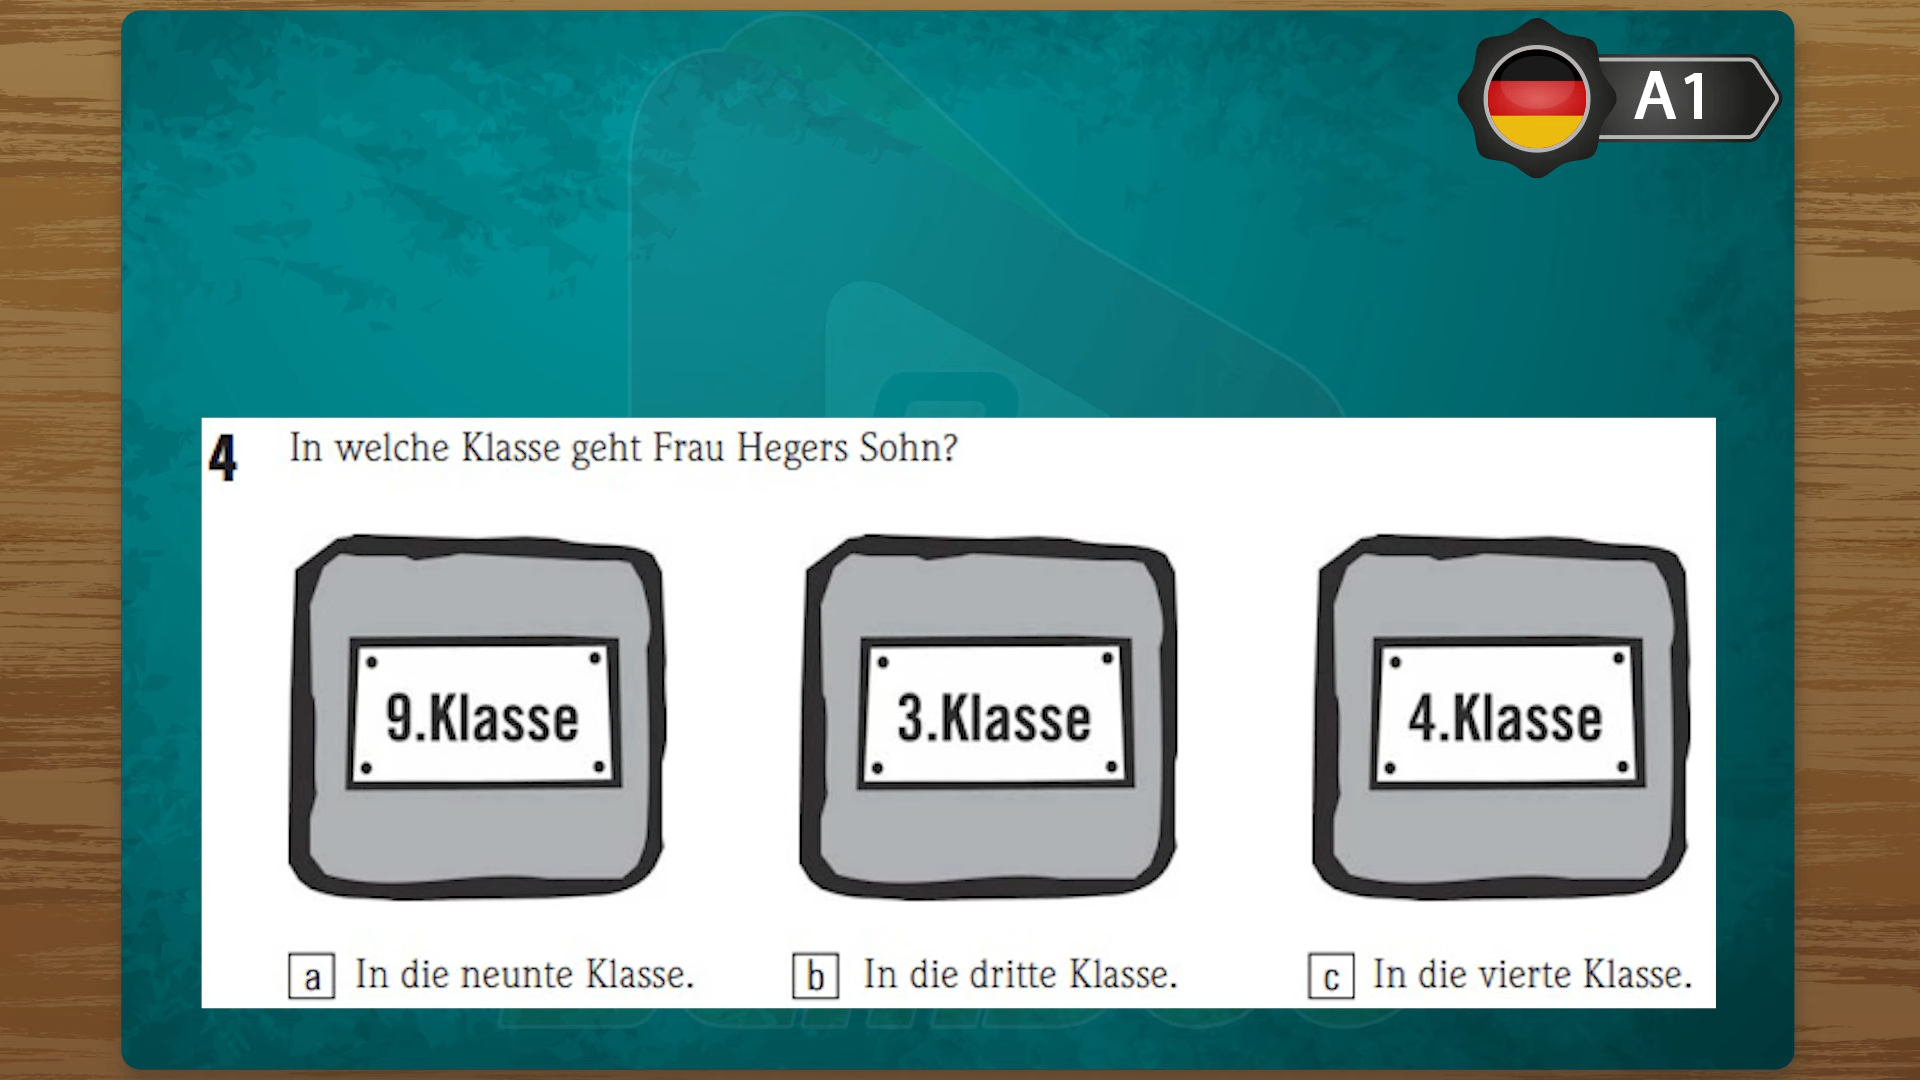 A1
4 In welche Klasse geht Frau Hegers Sohn?
9.Klasse
3.Klasse
4.Klasse
a In die neunte Klasse.
b In die dritte Klasse.
c In die vierte Klasse.